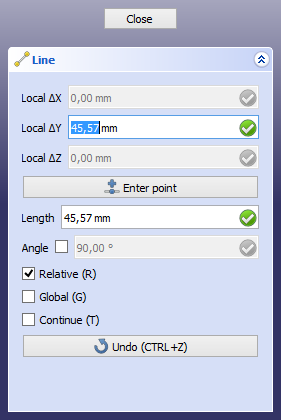 Close
Line
Local ΔX 0,00 mm
Local ΔY 45,57 mm
Local ΔZ 0,00 mm
Enter point
Length 45,57 mm
Angle 90,00 °
Relative (R)
Global (G)
Continue (T)
Undo (CTRL+Z)